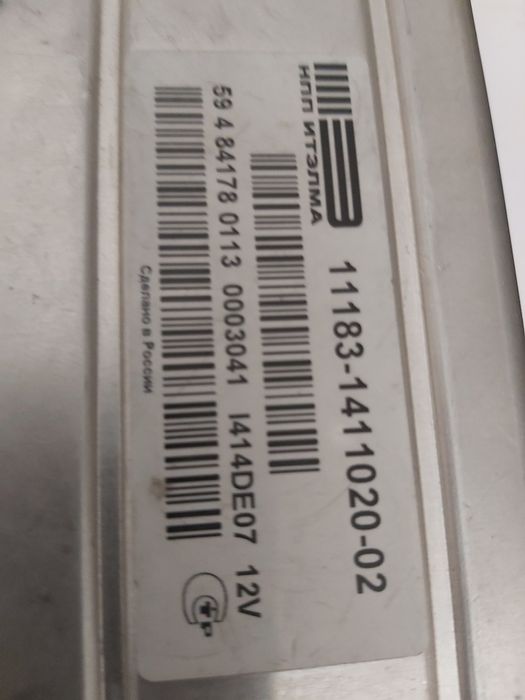 НПП ИТЭЛМА
11183-1411020-02
59 4 84178 0113 0003041 I414DE07 12V
Сделано в России